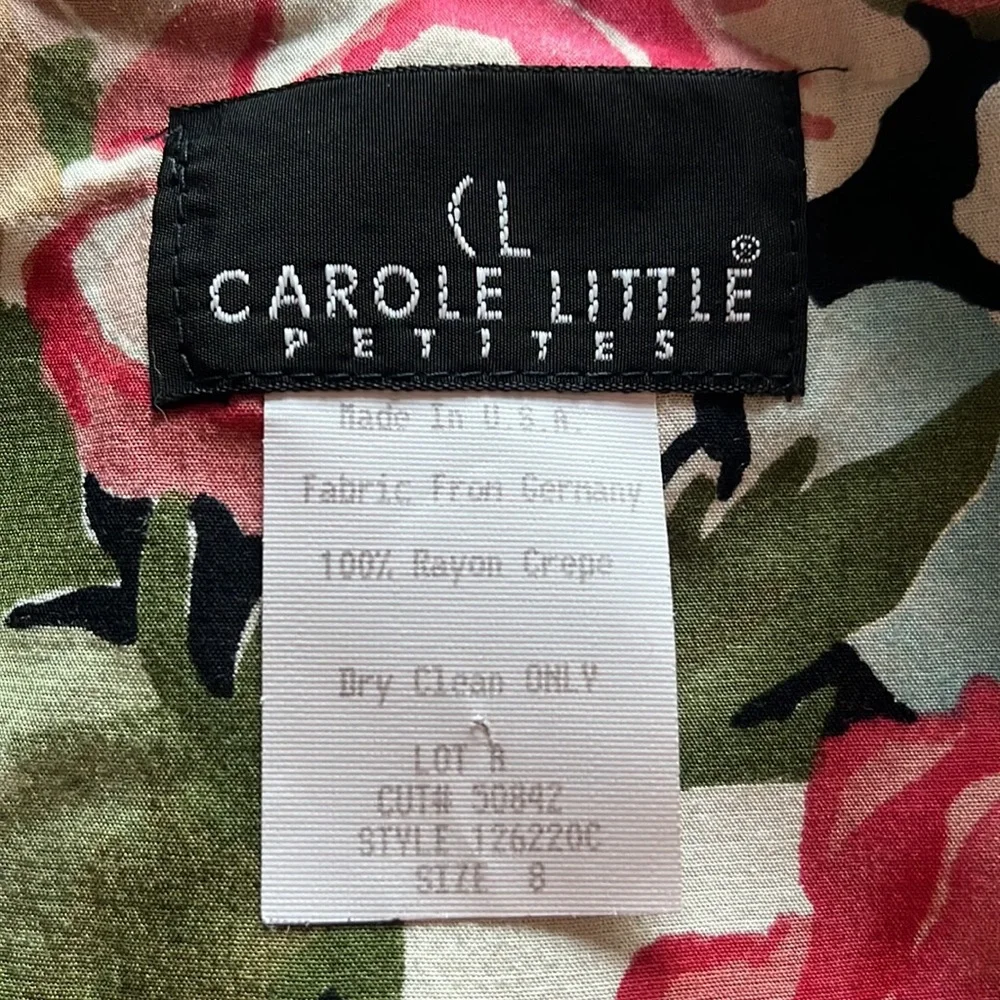 CL
CAROLE LITTLE®
PETITES
Made In U.S.A.
Fabric From Germany
100% Rayon Crepe
Dry Clean ONLY
LOT A
CUT# 50842
STYLE 126220C
SIZE 8